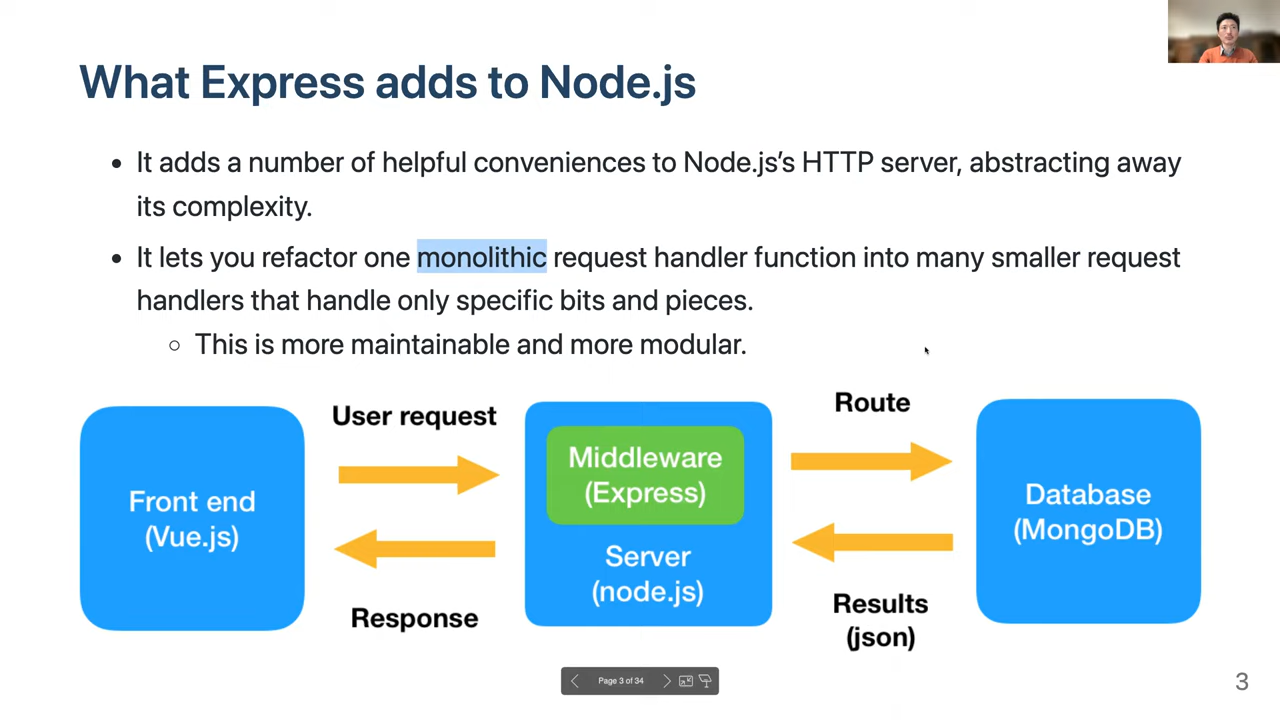 What Express adds to Node.js
• It adds a number of helpful conveniences to Node.js’s HTTP server, abstracting away
its complexity.
• It lets you refactor one monolithic request handler function into many smaller request
handlers that handle only specific bits and pieces.
○ This is more maintainable and more modular.
User request
Route
Middleware
(Express)
Front end
(Vue.js)
Server
(node.js)
Database
(MongoDB)
Response
Results
(json)
Page 3 of 34
3